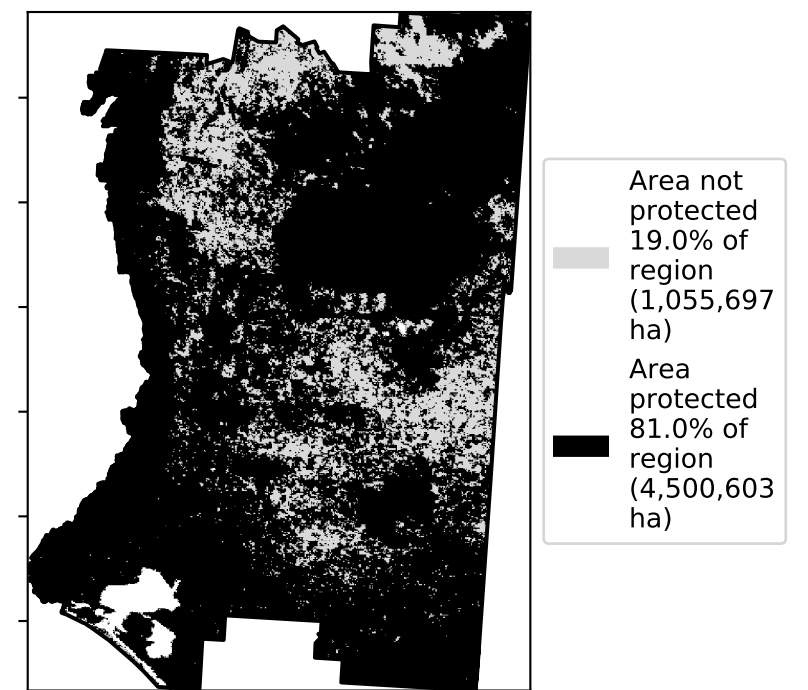 Area not
protected
19.0% of
region
(1,055,697
ha)
Area
protected
81.0% of
region
(4,500,603
ha)